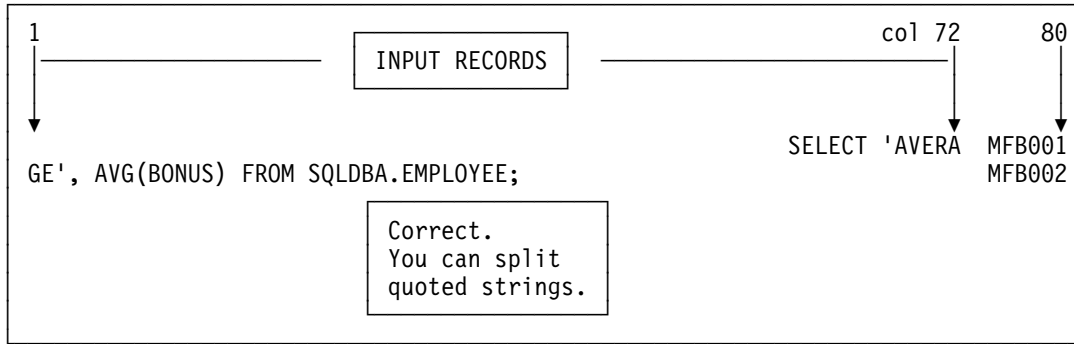 1 col 72 80
INPUT RECORDS
SELECT 'AVERA MFB001
GE', AVG(BONUS) FROM SQLDBA.EMPLOYEE; MFB002
Correct.
You can split
quoted strings.